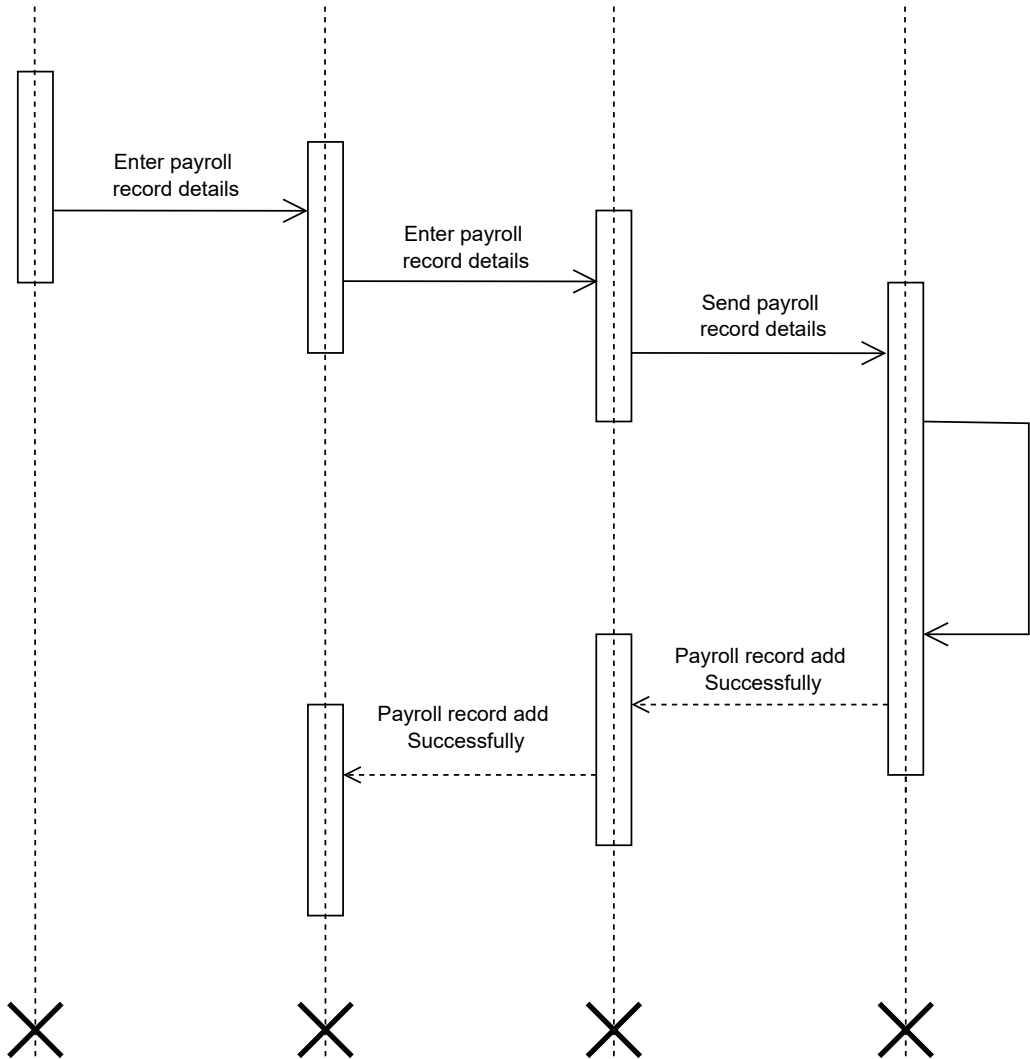 Enter payroll
record details
Enter payroll
record details
Send payroll
record details
Payroll record add
Successfully
Payroll record add
Successfully